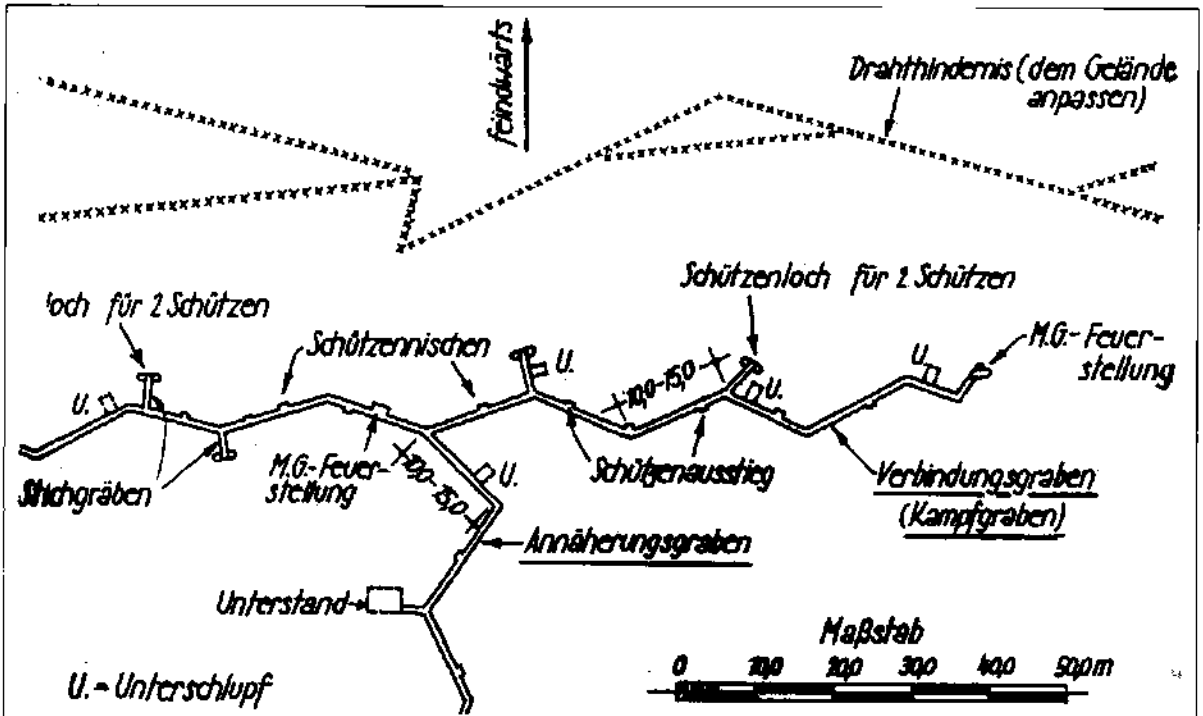 feindwärts
Drahthindernis (dem Gelände
anpassen)
Schützenloch für 2 Schützen
loch für 2 Schützen
Schützennischen
U.
M.G.-Feuer-
stellung
U.
10,0-15,0
U.
U.
Stichgräben
M.G.-Feuer-
stellung
10,0-15,0
U.
Schützenausstieg
Verbindungsgraben
(Kampfgraben)
Annäherungsgraben
Unterstand
Maßstab
0 10,0 20,0 30,0 40,0 50,0 m
U. = Unterschlupf